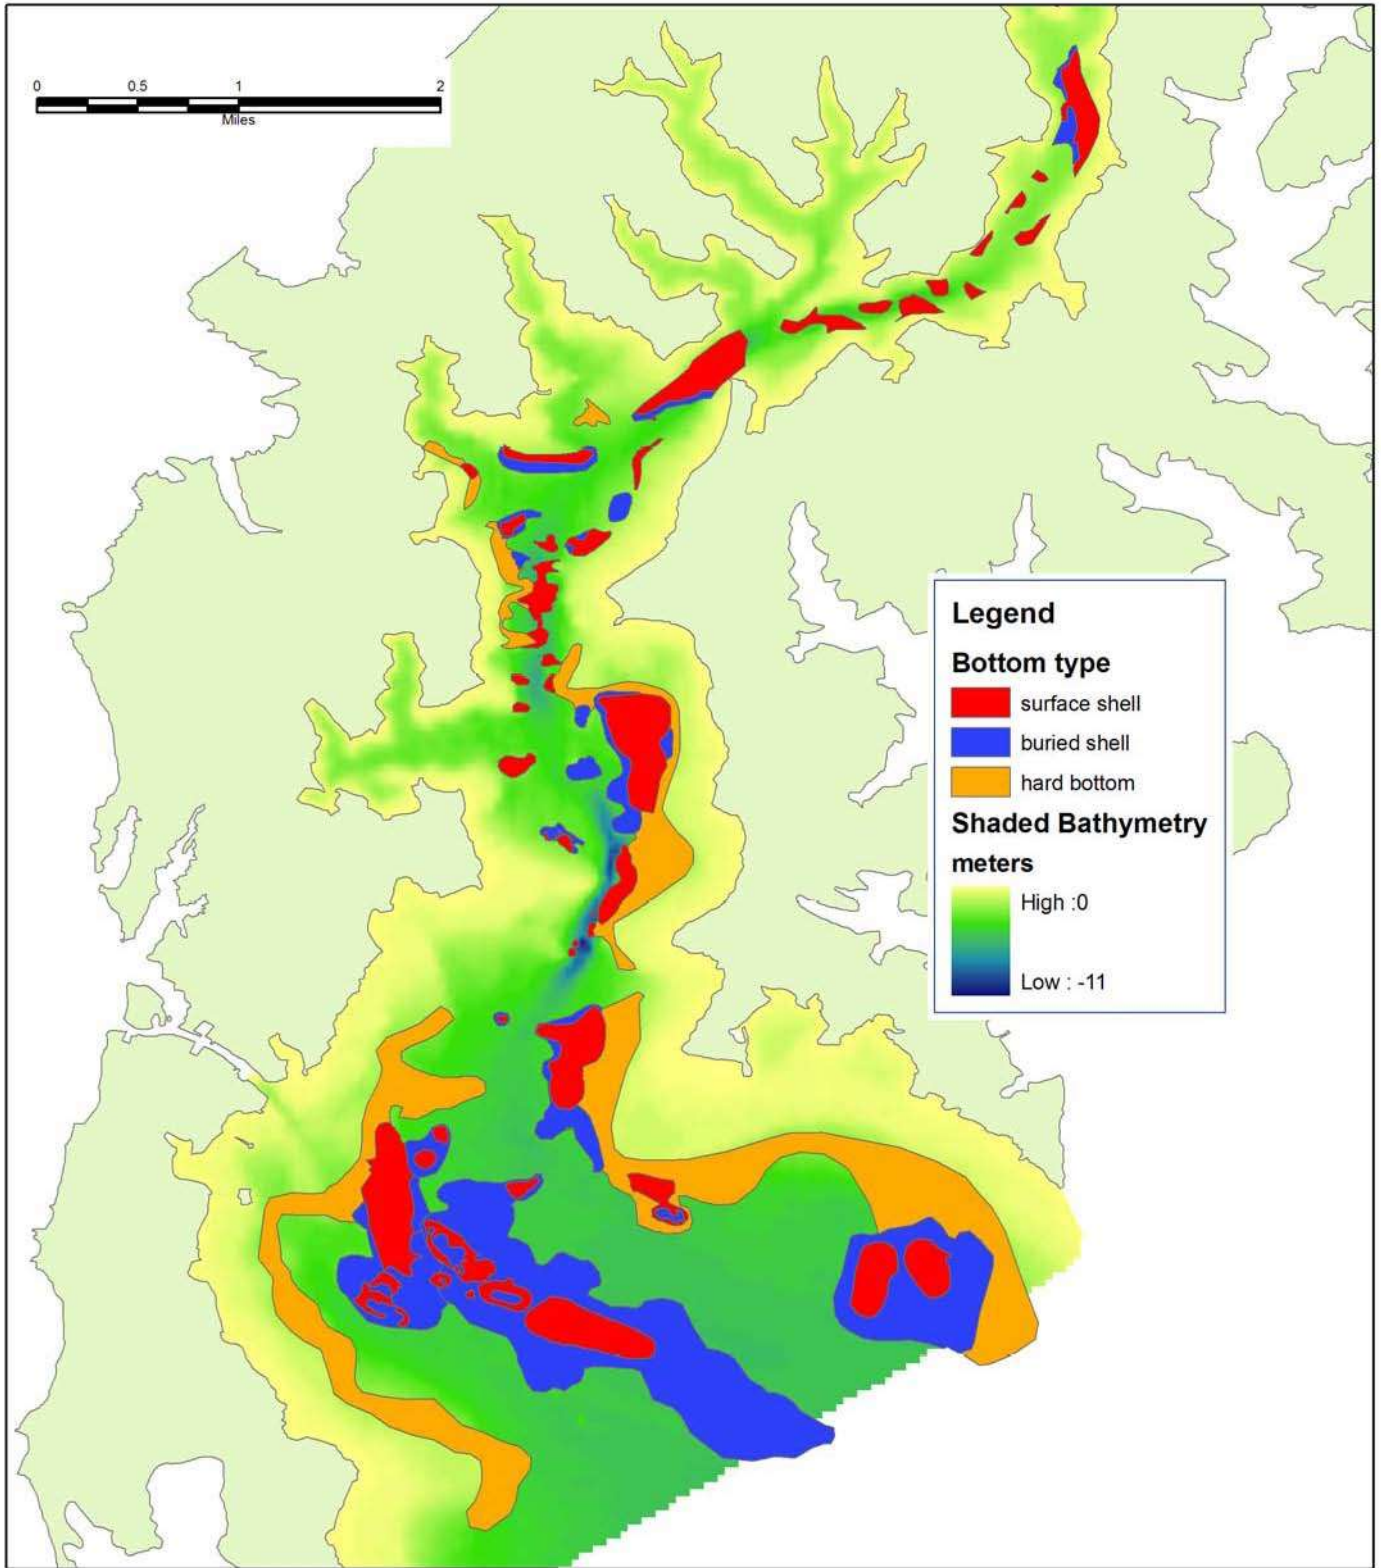 0 0.5 1 2
Miles
Legend
Bottom type
surface shell
buried shell
hard bottom
Shaded Bathymetry
meters
High :0
Low : -11